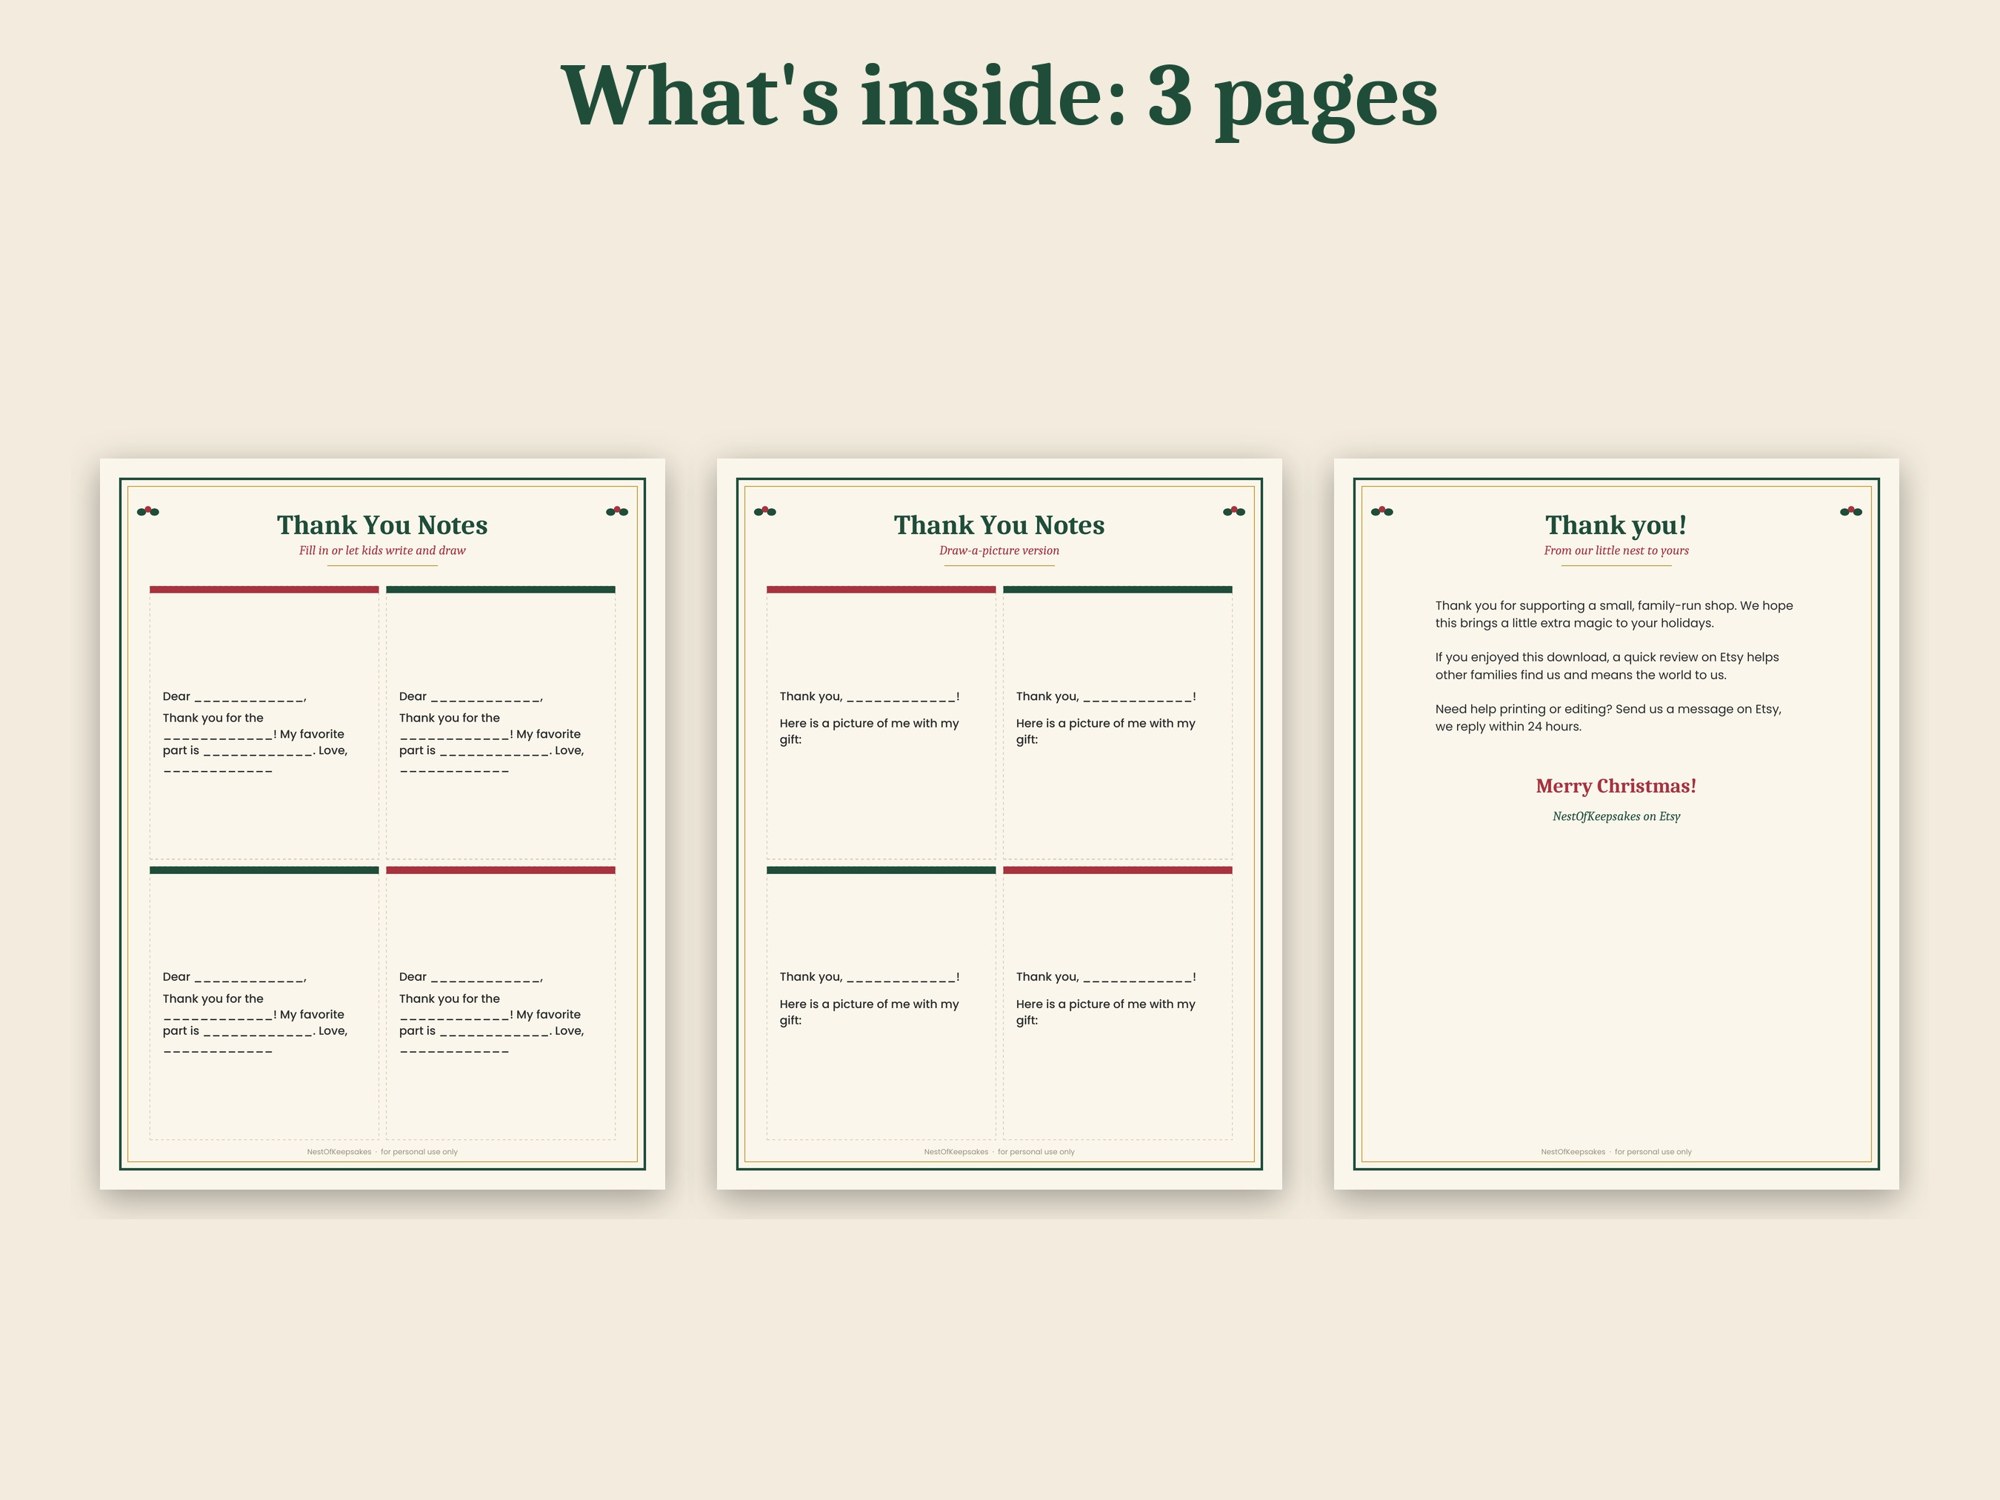 What's inside: 3 pages
Thank You Notes
Fill in or let kids write and draw
Dear ____________,
Thank you for the
____________! My favorite
part is ____________. Love,
____________
Dear ____________,
Thank you for the
____________! My favorite
part is ____________. Love,
____________
Dear ____________,
Thank you for the
____________! My favorite
part is ____________. Love,
____________
Dear ____________,
Thank you for the
____________! My favorite
part is ____________. Love,
____________
NestOfKeepsakes · for personal use only
Thank You Notes
Draw-a-picture version
Thank you, ____________!
Here is a picture of me with my
gift:
Thank you, ____________!
Here is a picture of me with my
gift:
Thank you, ____________!
Here is a picture of me with my
gift:
Thank you, ____________!
Here is a picture of me with my
gift:
NestOfKeepsakes · for personal use only
Thank you!
From our little nest to yours
Thank you for supporting a small, family-run shop. We hope
this brings a little extra magic to your holidays.
If you enjoyed this download, a quick review on Etsy helps
other families find us and means the world to us.
Need help printing or editing? Send us a message on Etsy,
we reply within 24 hours.
Merry Christmas!
NestOfKeepsakes on Etsy
NestOfKeepsakes · for personal use only